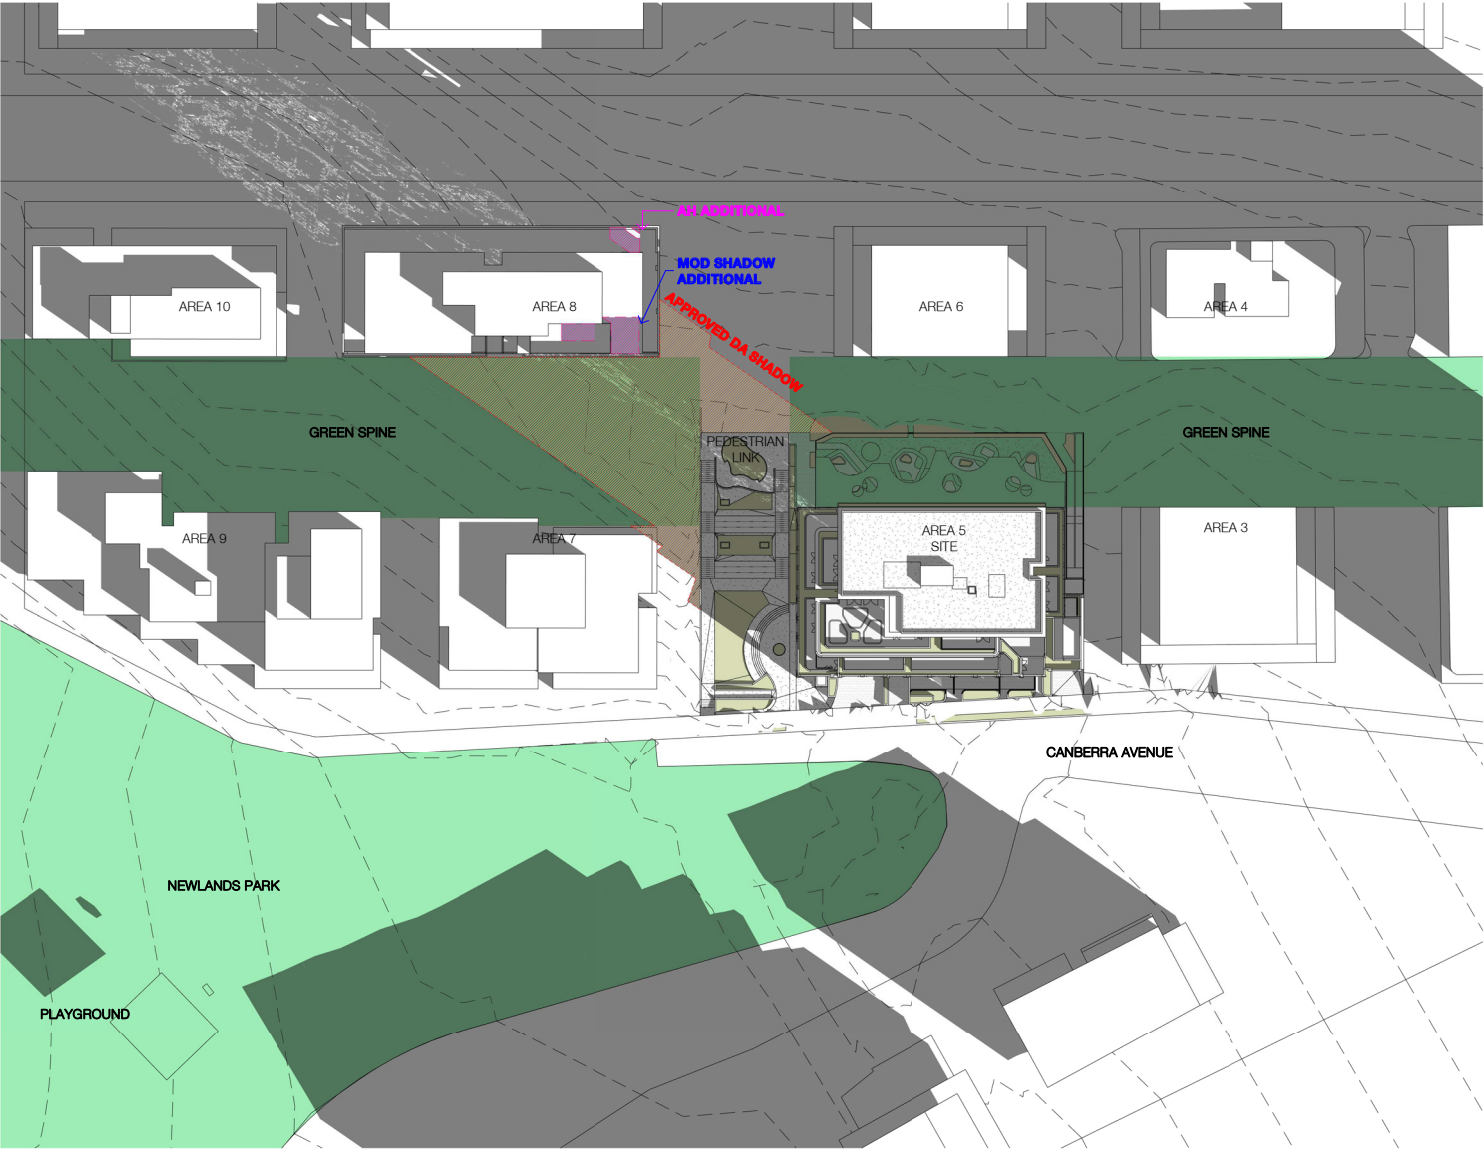 AH ADDITIONAL
MOD SHADOW
ADDITIONAL
APPROVED DA SHADOW
AREA 10
AREA 8
AREA 6
AREA 4
GREEN SPINE
PEDESTRIAN
LINK
GREEN SPINE
AREA 9
AREA 7
AREA 5
SITE
AREA 3
CANBERRA AVENUE
NEWLANDS PARK
PLAYGROUND